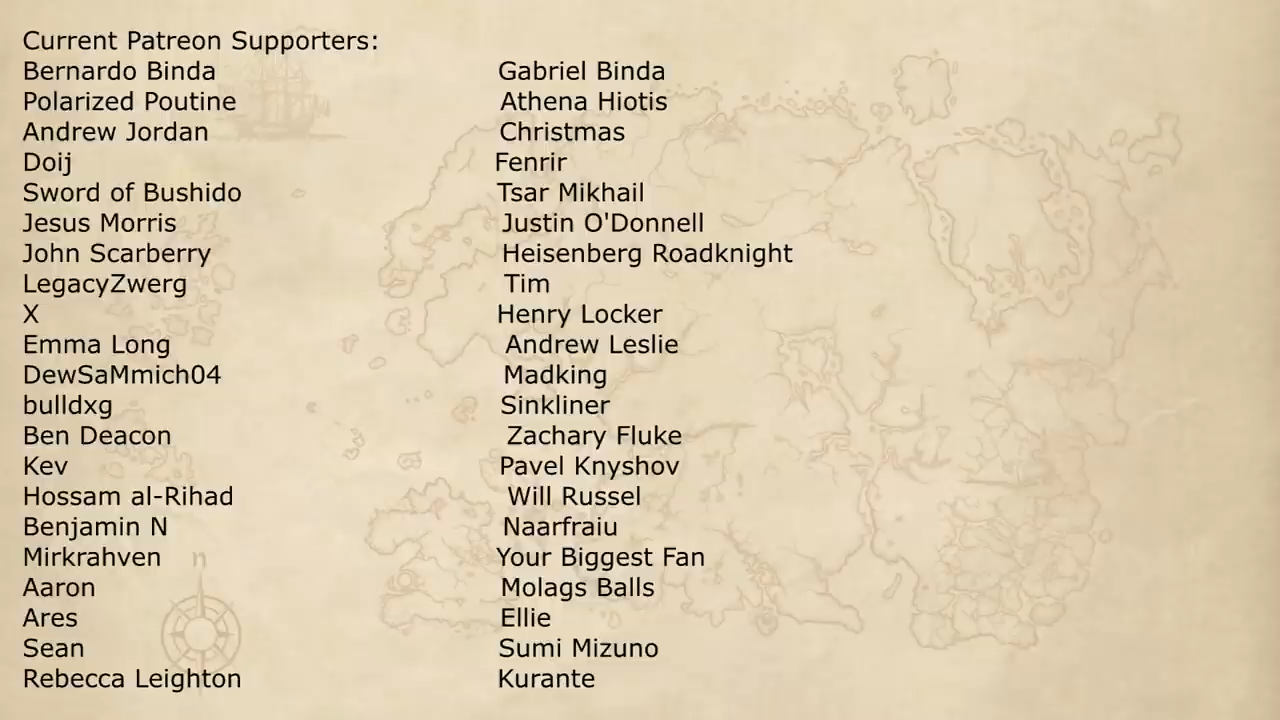 Current Patreon Supporters:
Bernardo Binda
Polarized Poutine
Andrew Jordan
Doij
Sword of Bushido
Jesus Morris
John Scarberry
LegacyZwerg
X
Emma Long
DewSaMmich04
bulldxg
Ben Deacon
Kev
Hossam al-Rihad
Benjamin N
Mirkrahven
Aaron
Ares
Sean
Rebecca Leighton
Gabriel Binda
Athena Hiotis
Christmas
Fenrir
Tsar Mikhail
Justin O'Donnell
Heisenberg Roadknight
Tim
Henry Locker
Andrew Leslie
Madking
Sinkliner
Zachary Fluke
Pavel Knyshov
Will Russel
Naarfraiu
Your Biggest Fan
Molags Balls
Ellie
Sumi Mizuno
Kurante
n